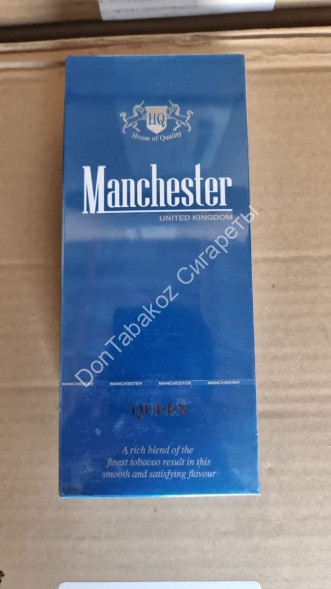 HQ
House of Quality
Manchester
UNITED KINGDOM
DonTabakoz Сигареты
MANCHESTER MANCHESTER MANCHESTER MANCHESTER
QUEEN
A rich blend of the
finest tobacco result in this
smooth and satisfying flavour